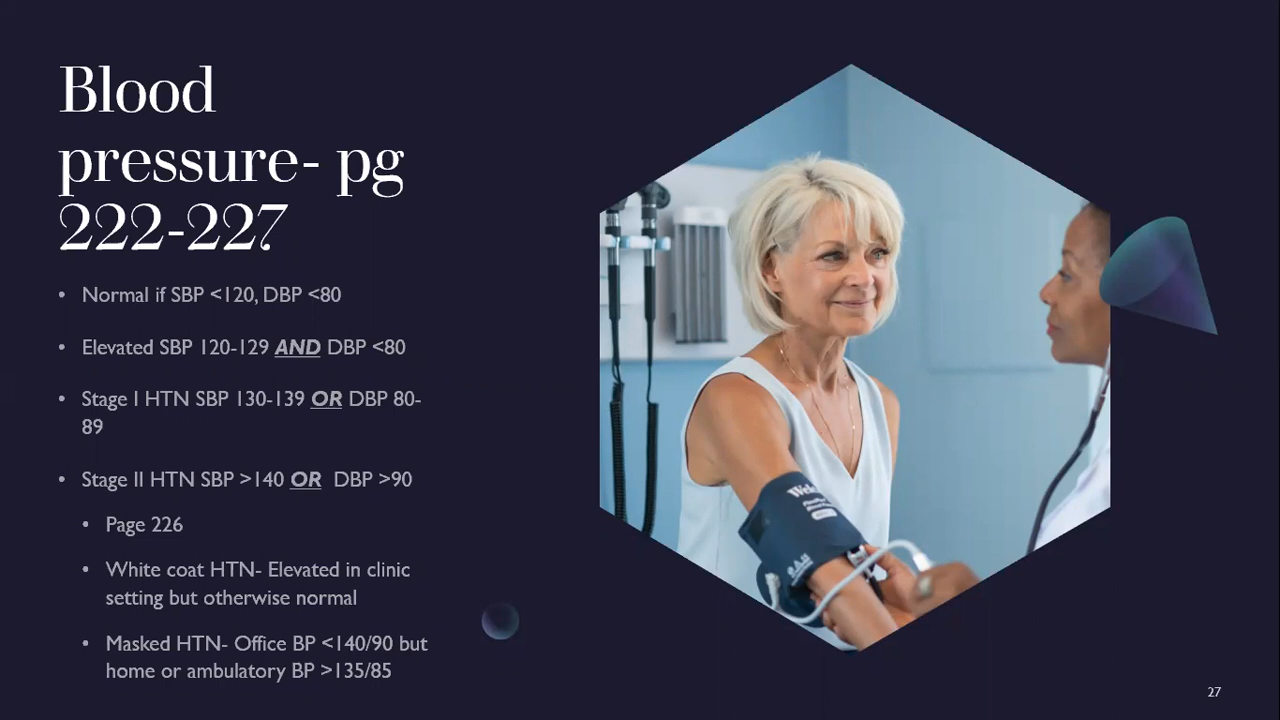 Blood
pressure- pg
222-227
• Normal if SBP <120, DBP <80
• Elevated SBP 120-129 AND DBP <80
• Stage I HTN SBP 130-139 OR DBP 80-
89
• Stage II HTN SBP >140 OR DBP >90
• Page 226
• White coat HTN- Elevated in clinic
setting but otherwise normal
• Masked HTN- Office BP <140/90 but
home or ambulatory BP >135/85
27